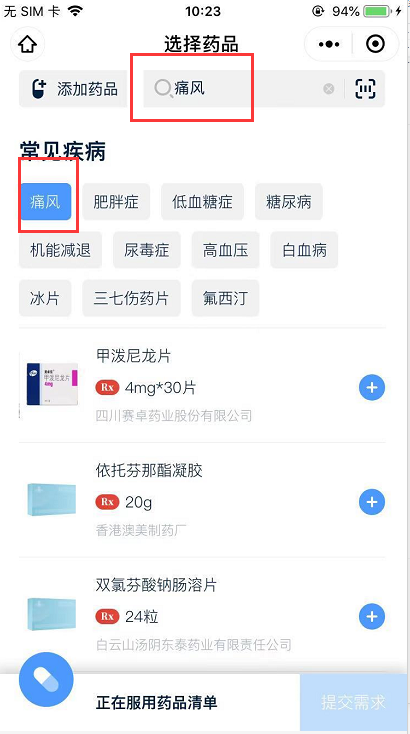 无 SIM 卡 10:23 94%
选择药品
添加药品 痛风
常见疾病
痛风 肥胖症 低血糖症 糖尿病
机能减退 尿毒症 高血压 白血病
冰片 三七伤药片 氟西汀
甲泼尼龙片
Rx 4mg*30片
四川赛卓药业股份有限公司
甲泼尼龙片
4mg
依托芬那酯凝胶
Rx 20g
香港澳美制药厂
双氯芬酸钠肠溶片
Rx 24粒
白云山汤阴东泰药业有限责任公司
正在服用药品清单 提交需求